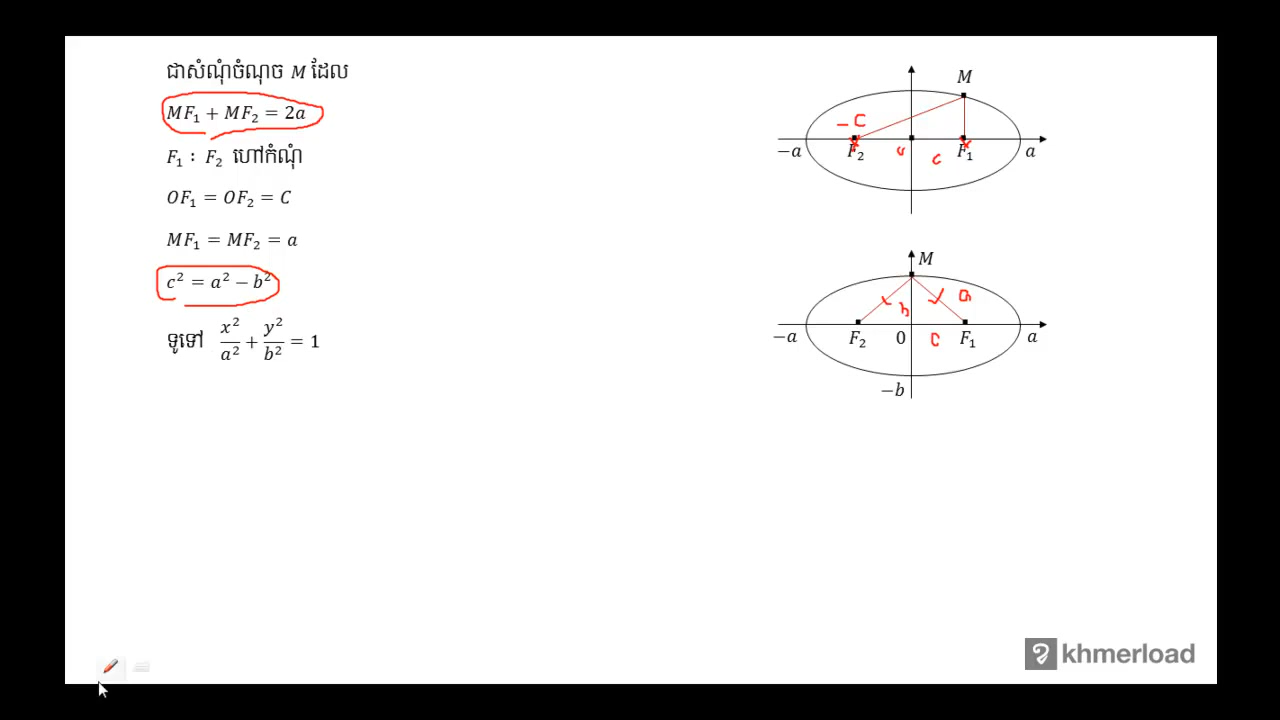 ជាសំណុំចំណុច M ដែល
MF₁ + MF₂ = 2a
F₁ : F₂ ហៅកំណុំ
OF₁ = OF₂ = C
MF₁ = MF₂ = a
c² = a² − b²
ទូទៅ x²/a² + y²/b² = 1
M
− C
−a F₂ o c F₁ a
M
b a
−a F₂ 0 c F₁ a
−b
khmerload